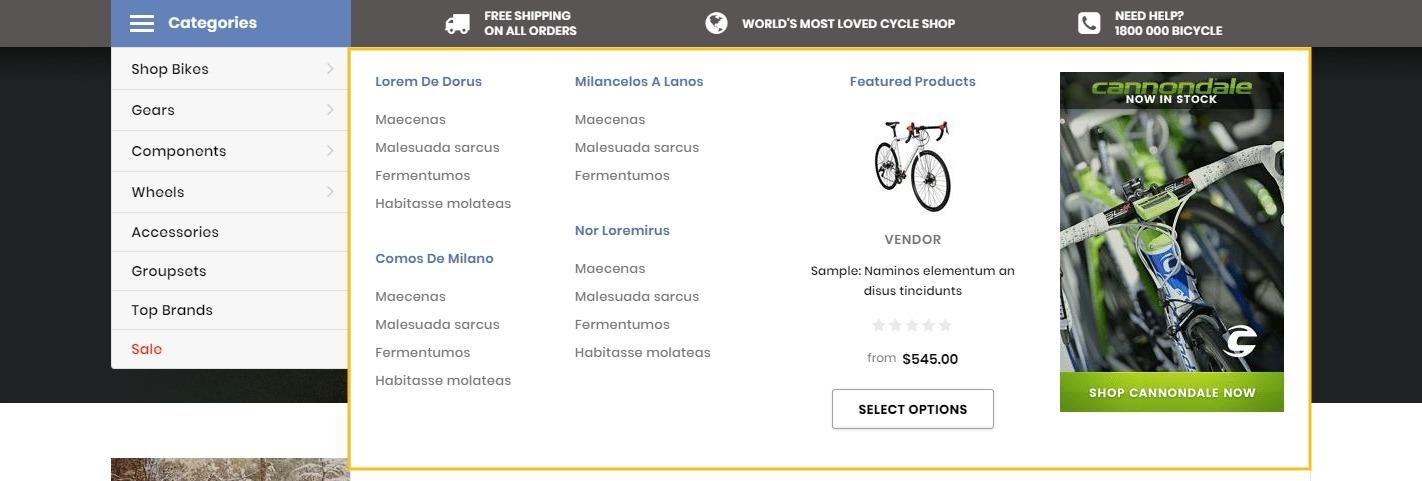 Categories
FREE SHIPPING
ON ALL ORDERS
WORLD'S MOST LOVED CYCLE SHOP
NEED HELP?
1800 000 BICYCLE
Shop Bikes
Gears
Components
Wheels
Accessories
Groupsets
Top Brands
Sale
Lorem De Dorus
Maecenas
Malesuada sarcus
Fermentumos
Habitasse molateas
Comos De Milano
Maecenas
Malesuada sarcus
Fermentumos
Habitasse molateas
Milancelos A Lanos
Maecenas
Malesuada sarcus
Fermentumos
Nor Loremirus
Maecenas
Malesuada sarcus
Fermentumos
Habitasse molateas
Featured Products
VENDOR
Sample: Naminos elementum an
disus tincidunts
from $545.00
SELECT OPTIONS
cannondale
NOW IN STOCK
SHOP CANNONDALE NOW